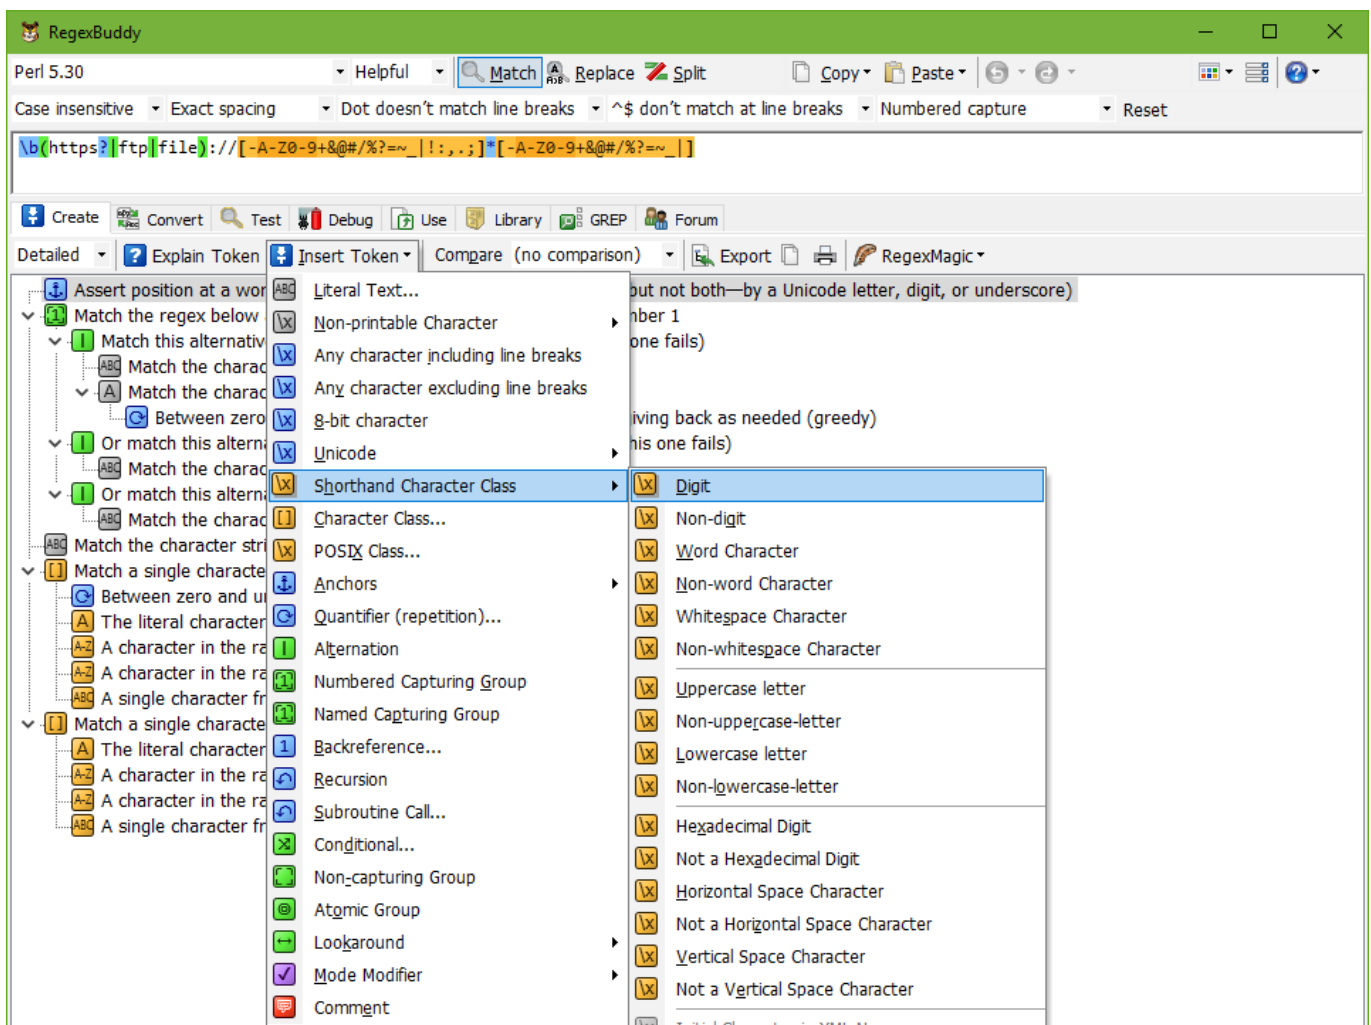 RegexBuddy
Perl 5.30 Helpful Match Replace Split Copy Paste
Case insensitive Exact spacing Dot doesn't match line breaks ^$ don't match at line breaks Numbered capture Reset
\b(https?|ftp|file)://[-A-Z0-9+&@#/%?=~_|!:,.;]*[-A-Z0-9+&@#/%?=~_|]
Create Convert Test Debug Use Library GREP Forum
Detailed Explain Token Insert Token Compare (no comparison) Export RegexMagic
Assert position at a wor
but not both—by a Unicode letter, digit, or underscore)
Match the regex below
nber 1
Match this alternativ
one fails)
Match the charac
Match the charac
Between zero
iving back as needed (greedy)
Or match this altern
his one fails)
Match the charac
Or match this altern
Match the charac
Match the character stri
Match a single characte
Between zero and u
The literal character
A character in the ra
A character in the ra
A single character fr
Match a single characte
The literal character
A character in the ra
A character in the ra
A single character fr
Literal Text...
Non-printable Character
Any character including line breaks
Any character excluding line breaks
8-bit character
Unicode
Shorthand Character Class
Character Class...
POSIX Class...
Anchors
Quantifier (repetition)...
Alternation
Numbered Capturing Group
Named Capturing Group
Backreference...
Recursion
Subroutine Call...
Conditional...
Non-capturing Group
Atomic Group
Lookaround
Mode Modifier
Comment
Digit
Non-digit
Word Character
Non-word Character
Whitespace Character
Non-whitespace Character
Uppercase letter
Non-uppercase-letter
Lowercase letter
Non-lowercase-letter
Hexadecimal Digit
Not a Hexadecimal Digit
Horizontal Space Character
Not a Horizontal Space Character
Vertical Space Character
Not a Vertical Space Character